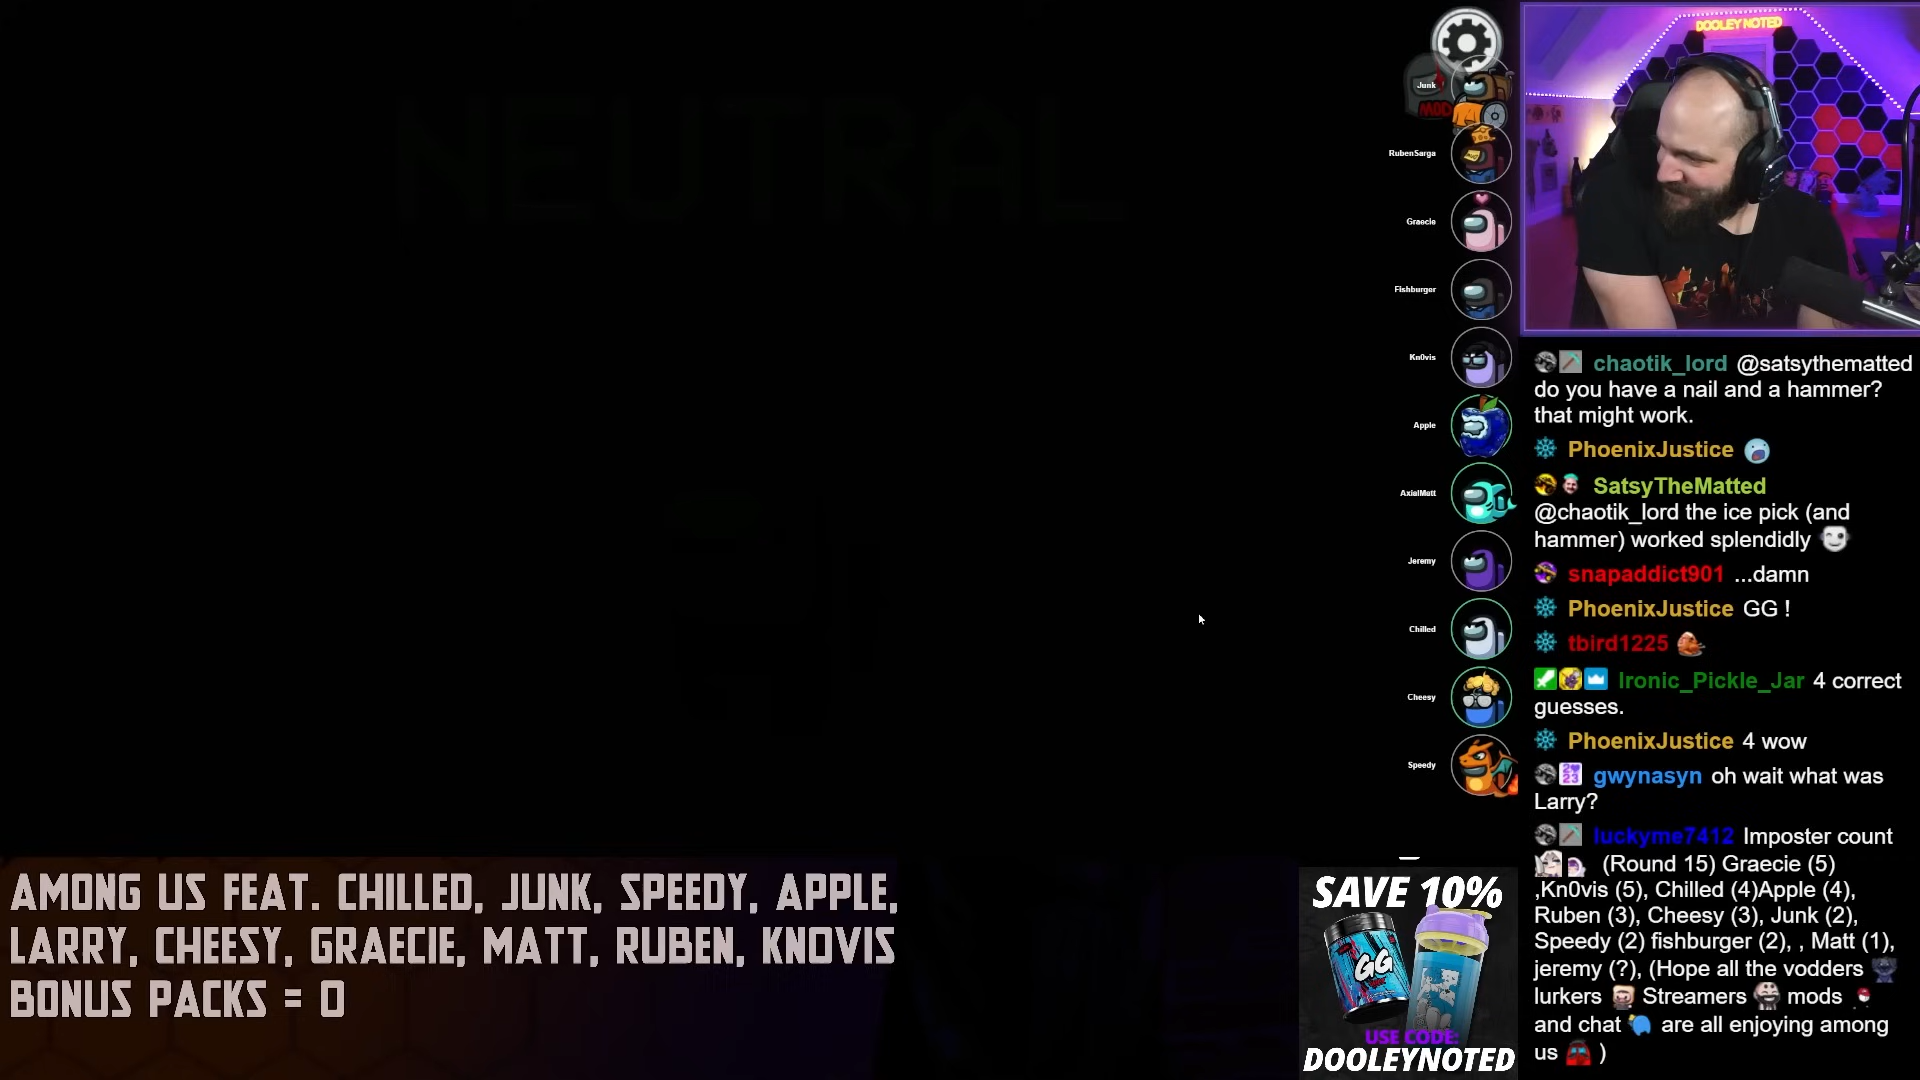 NEUTRAL
DOOLEY NOTED
Junk
MOD
RubenSarga
Graecie
Fishburger
Kn0vis
Apple
AxialMatt
Jeremy
Chilled
Cheesy
Speedy
chaotik_lord @satsythematted
do you have a nail and a hammer?
that might work.
PhoenixJustice
SatsyTheMatted
@chaotik_lord the ice pick (and
hammer) worked splendidly
snapaddict901 ...damn
PhoenixJustice GG !
tbird1225
Ironic_Pickle_Jar 4 correct
guesses.
PhoenixJustice 4 wow
gwynasyn oh wait what was
Larry?
luckyme7412 Imposter count
(Round 15) Graecie (5)
,Kn0vis (5), Chilled (4)Apple (4),
Ruben (3), Cheesy (3), Junk (2),
Speedy (2) fishburger (2), , Matt (1),
jeremy (?), (Hope all the vodders
lurkers Streamers mods
and chat are all enjoying among
us )
AMONG US FEAT. CHILLED, JUNK, SPEEDY, APPLE,
LARRY, CHEESY, GRAECIE, MATT, RUBEN, KNOVIS
BONUS PACKS = 0
SAVE 10%
GG
USE CODE:
DOOLEYNOTED